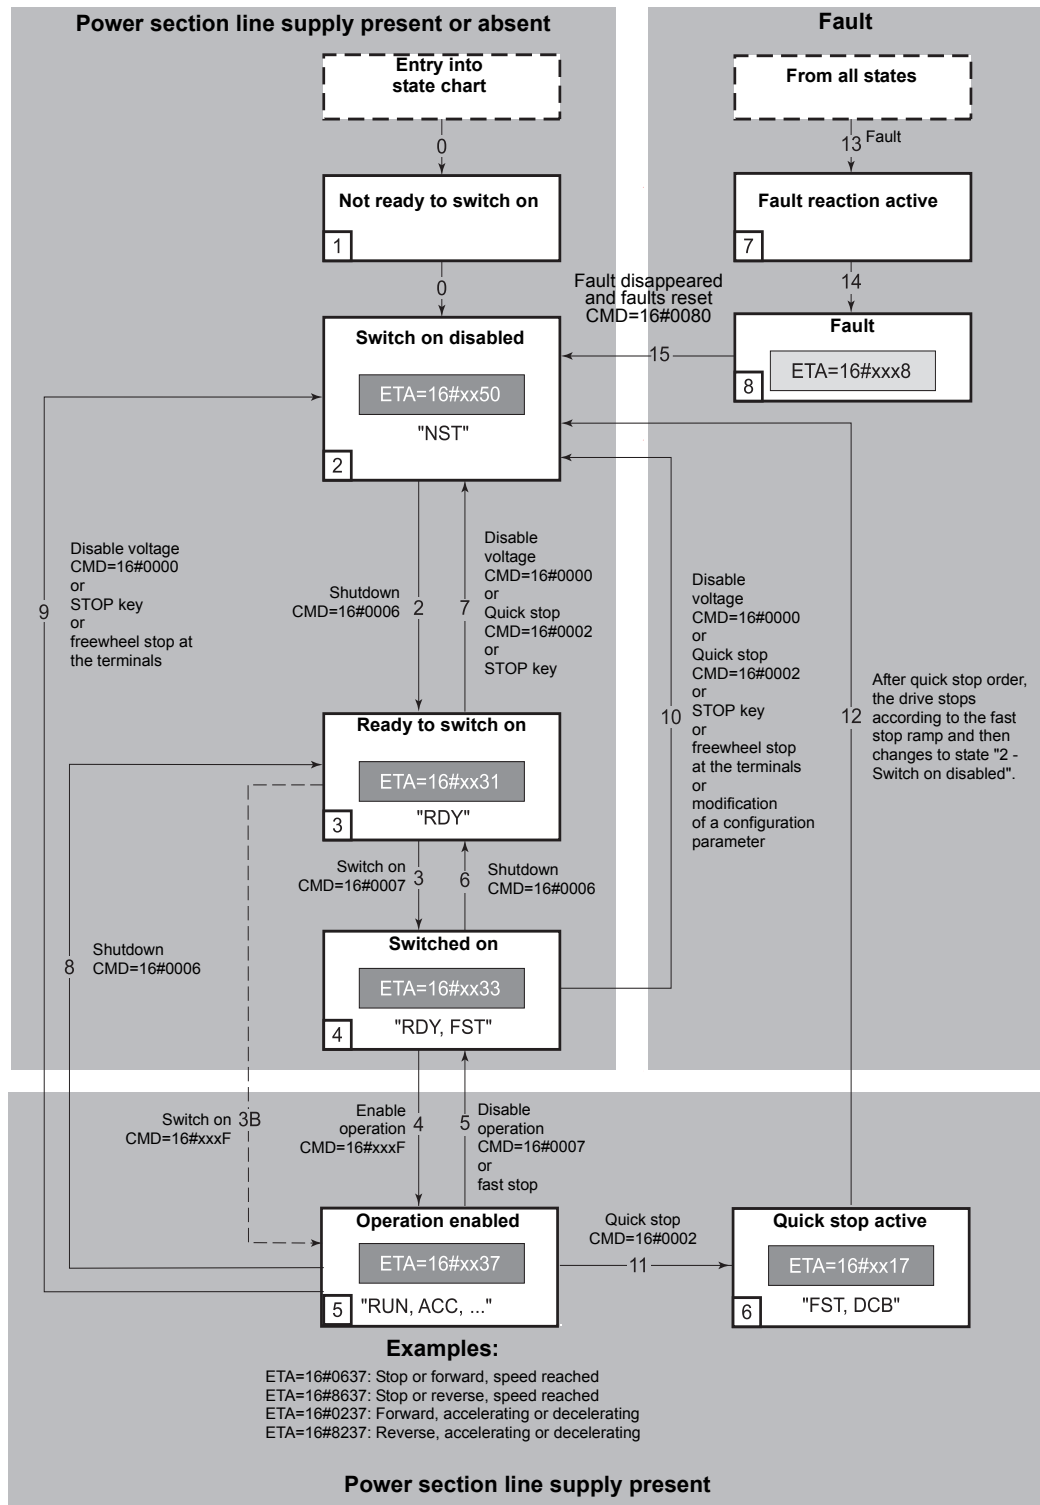 Power section line supply present or absent
Fault
Entry into
state chart
From all states
0
13
Fault
Not ready to switch on
1
Fault reaction active
7
0
14
Fault disappeared
and faults reset
CMD=16#0080
15
Switch on disabled
ETA=16#xx50
"NST"
2
Fault
ETA=16#xxx8
8
Disable voltage
CMD=16#0000
or
STOP key
or
freewheel stop at
the terminals
9
Shutdown
CMD=16#0006
2
7
Disable
voltage
CMD=16#0000
or
Quick stop
CMD=16#0002
or
STOP key
10
Disable
voltage
CMD=16#0000
or
Quick stop
CMD=16#0002
or
STOP key
or
freewheel stop
at the terminals
or
modification
of a configuration
parameter
12
After quick stop order,
the drive stops
according to the fast
stop ramp and then
changes to state "2 -
Switch on disabled".
Ready to switch on
ETA=16#xx31
"RDY"
3
Switch on
CMD=16#0007
3
6
Shutdown
CMD=16#0006
8
Shutdown
CMD=16#0006
Switched on
ETA=16#xx33
"RDY, FST"
4
Switch on
CMD=16#xxxF
3B
Enable
operation
CMD=16#xxxF
4
5
Disable
operation
CMD=16#0007
or
fast stop
Operation enabled
ETA=16#xx37
"RUN, ACC, ..."
5
Quick stop
CMD=16#0002
11
Quick stop active
ETA=16#xx17
"FST, DCB"
6
Examples:
ETA=16#0637: Stop or forward, speed reached
ETA=16#8637: Stop or reverse, speed reached
ETA=16#0237: Forward, accelerating or decelerating
ETA=16#8237: Reverse, accelerating or decelerating
Power section line supply present